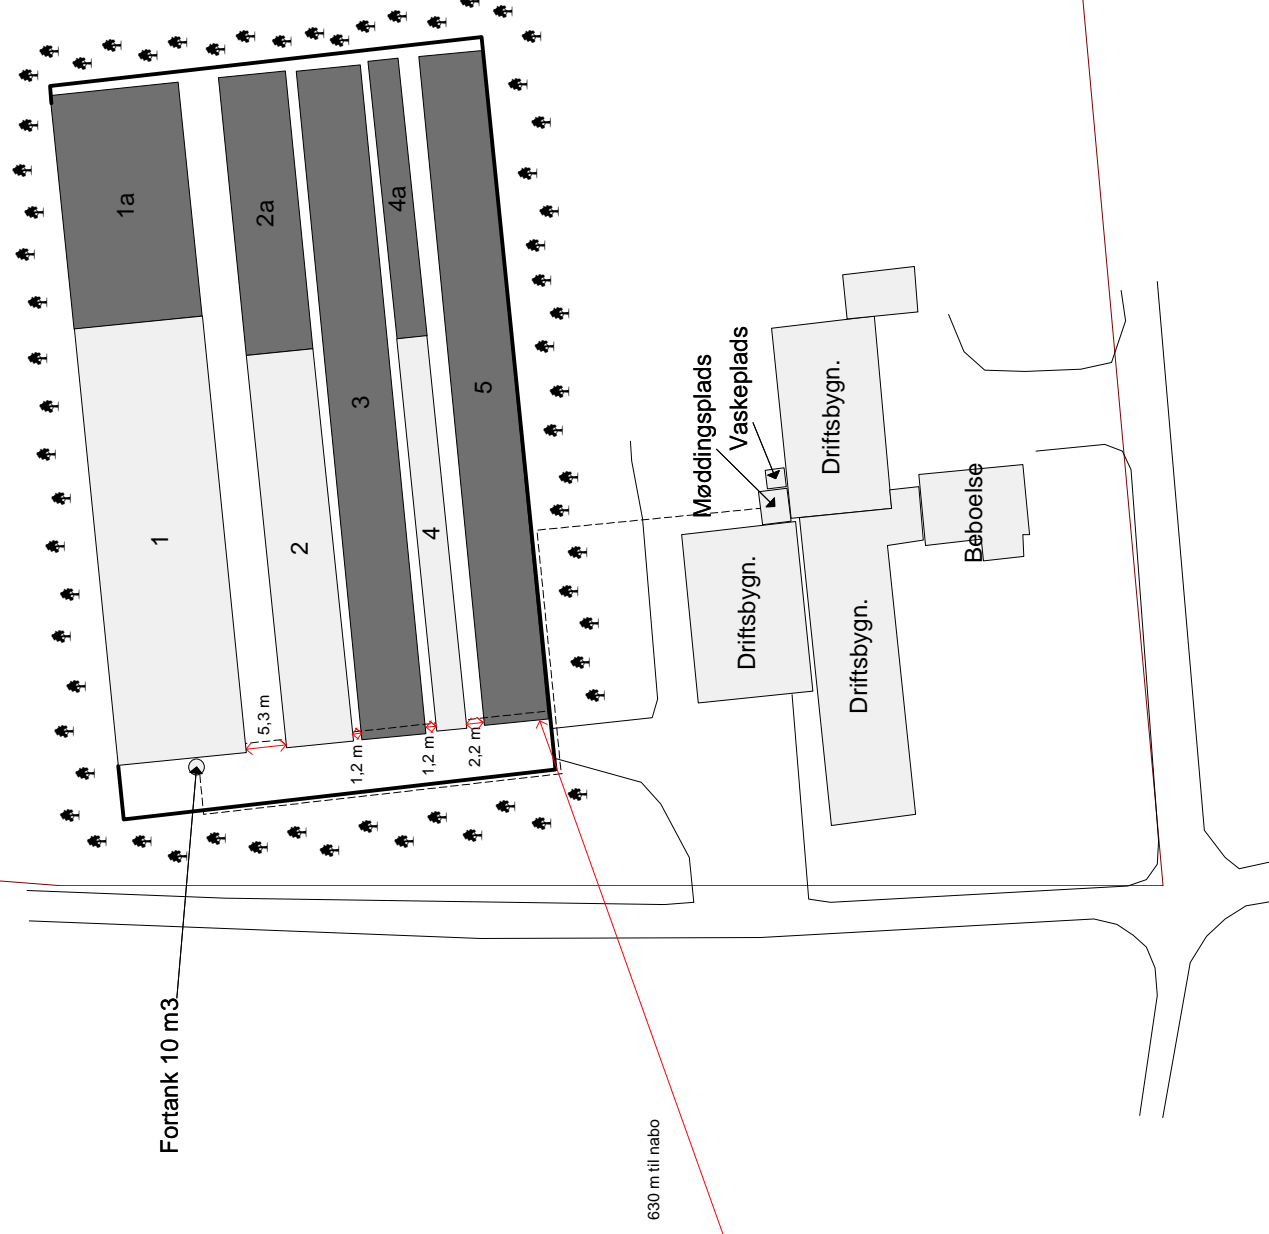 1a
2a
4a
3
5
1
2
4
5,3 m
1,2 m
1,2 m
2,2 m
Møddingsplads
Vaskeplads
Driftsbygn.
Driftsbygn.
Driftsbygn.
Beboelse
Fortank 10 m3
630 m til nabo